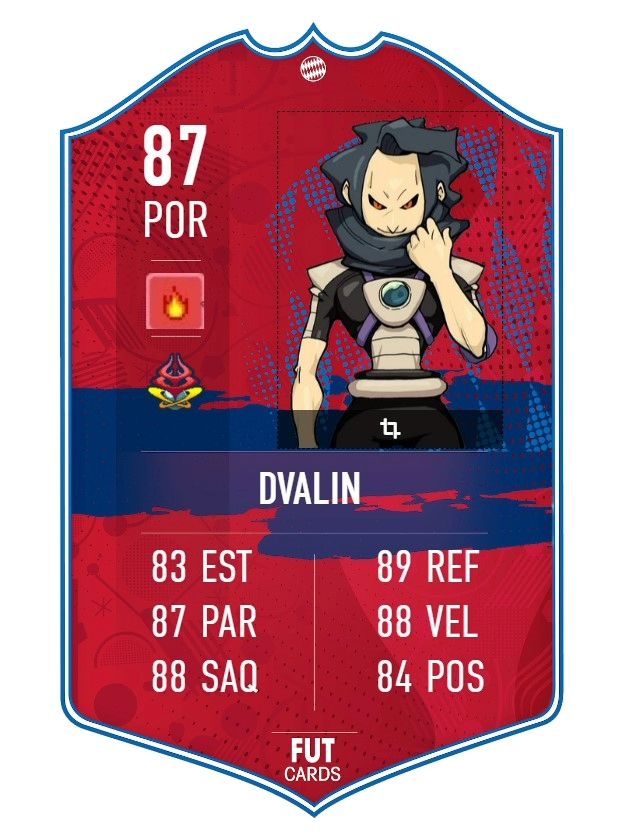 87
POR
DVALIN
83 EST
89 REF
87 PAR
88 VEL
88 SAQ
84 POS
FUT
CARDS